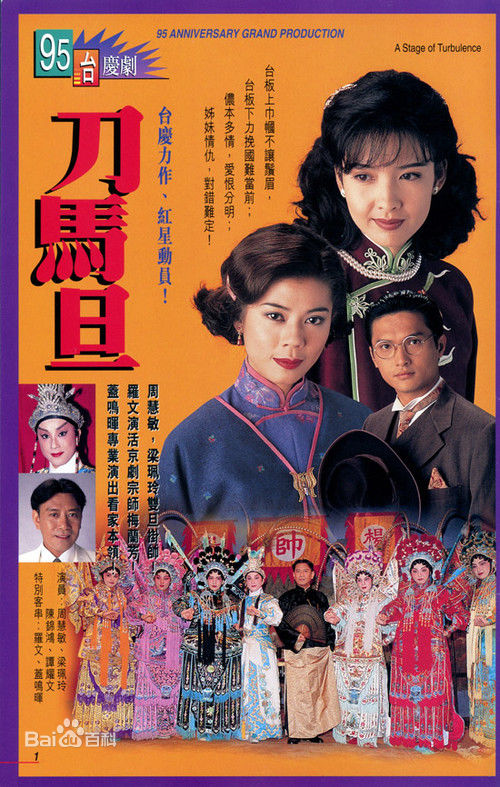 95 ANNIVERSARY GRAND PRODUCTION
A Stage of Turbulence
95
台
慶劇
刀馬旦
台慶力作、紅星動員！
台板上巾幗不讓鬚眉，
台板下力挽國難當前；
儂本多情，愛恨分明；
姊妹情仇，對錯難定！
周慧敏，梁珮玲雙旦掛帥
羅文演活京劇宗師梅蘭芳
蓋鳴暉專業演出看家本領
帥
楊
演員：周慧敏、梁珮玲
陳錦鴻、譚耀文
特別客串：羅文、蓋鳴暉
Bai 百科
1